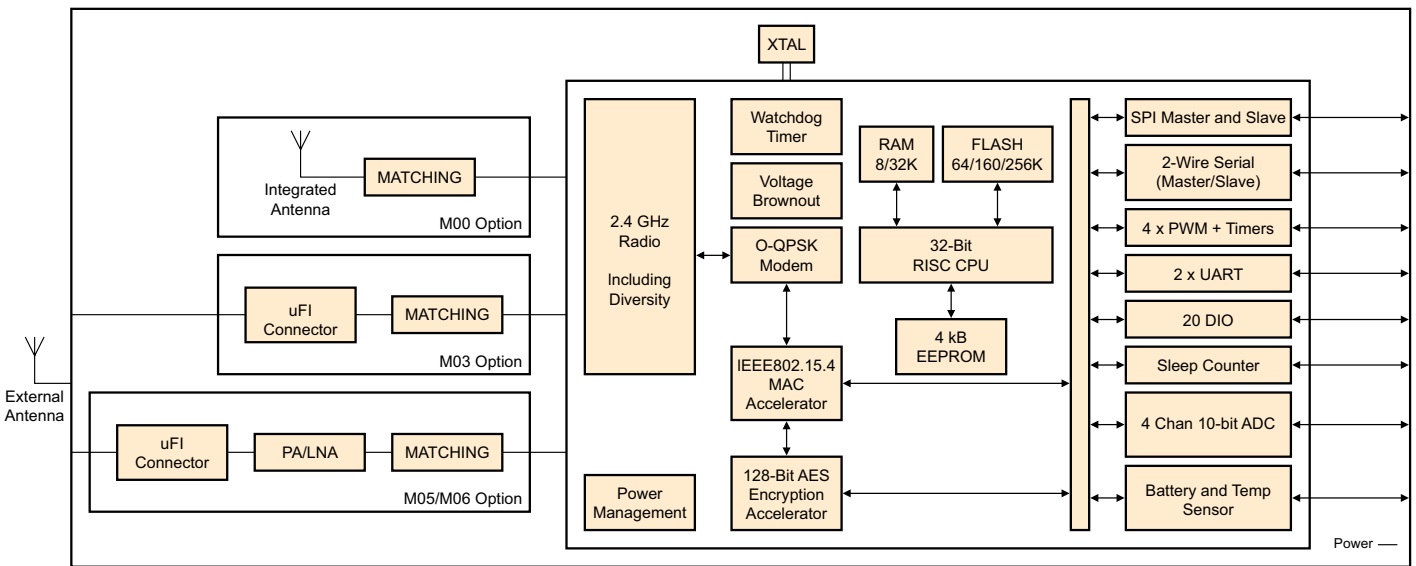 XTAL
Integrated
Antenna
MATCHING
M00 Option
uFI
Connector
MATCHING
M03 Option
External
Antenna
uFI
Connector
PA/LNA
MATCHING
M05/M06 Option
2.4 GHz
Radio
Including
Diversity
Power
Management
Watchdog
Timer
Voltage
Brownout
O-QPSK
Modem
IEEE802.15.4
MAC
Accelerator
128-Bit AES
Encryption
Accelerator
RAM
8/32K
FLASH
64/160/256K
32-Bit
RISC CPU
4 kB
EEPROM
SPI Master and Slave
2-Wire Serial
(Master/Slave)
4 x PWM + Timers
2 x UART
20 DIO
Sleep Counter
4 Chan 10-bit ADC
Battery and Temp
Sensor
Power